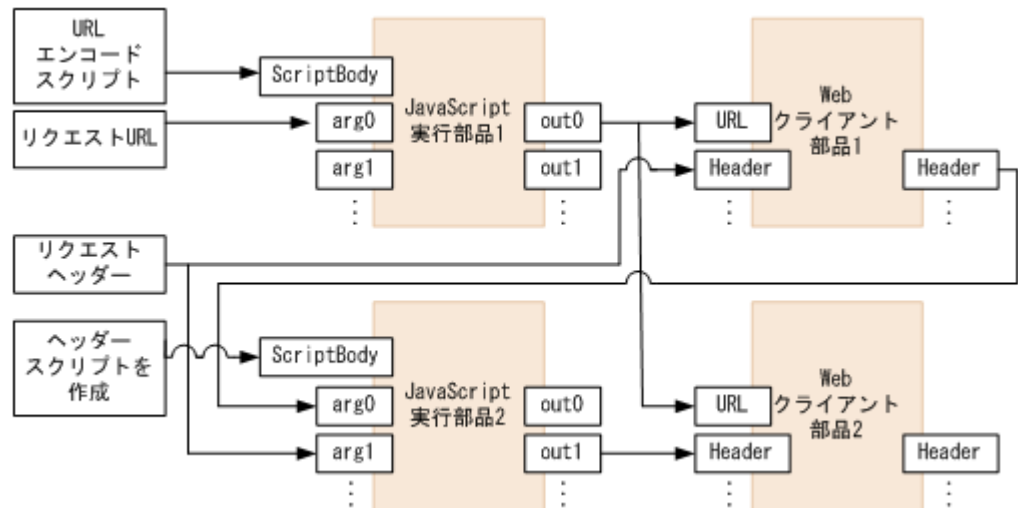 URL
エンコード
スクリプト
リクエストURL
ScriptBody
arg0
arg1
⋮
JavaScript
実行部品1
out0
out1
⋮
URL
Header
Web
クライアント
部品1
Header
⋮
リクエスト
ヘッダー
ヘッダー
スクリプトを
作成
ScriptBody
arg0
arg1
⋮
JavaScript
実行部品2
out0
out1
⋮
URL
Header
Web
クライアント
部品2
Header
⋮